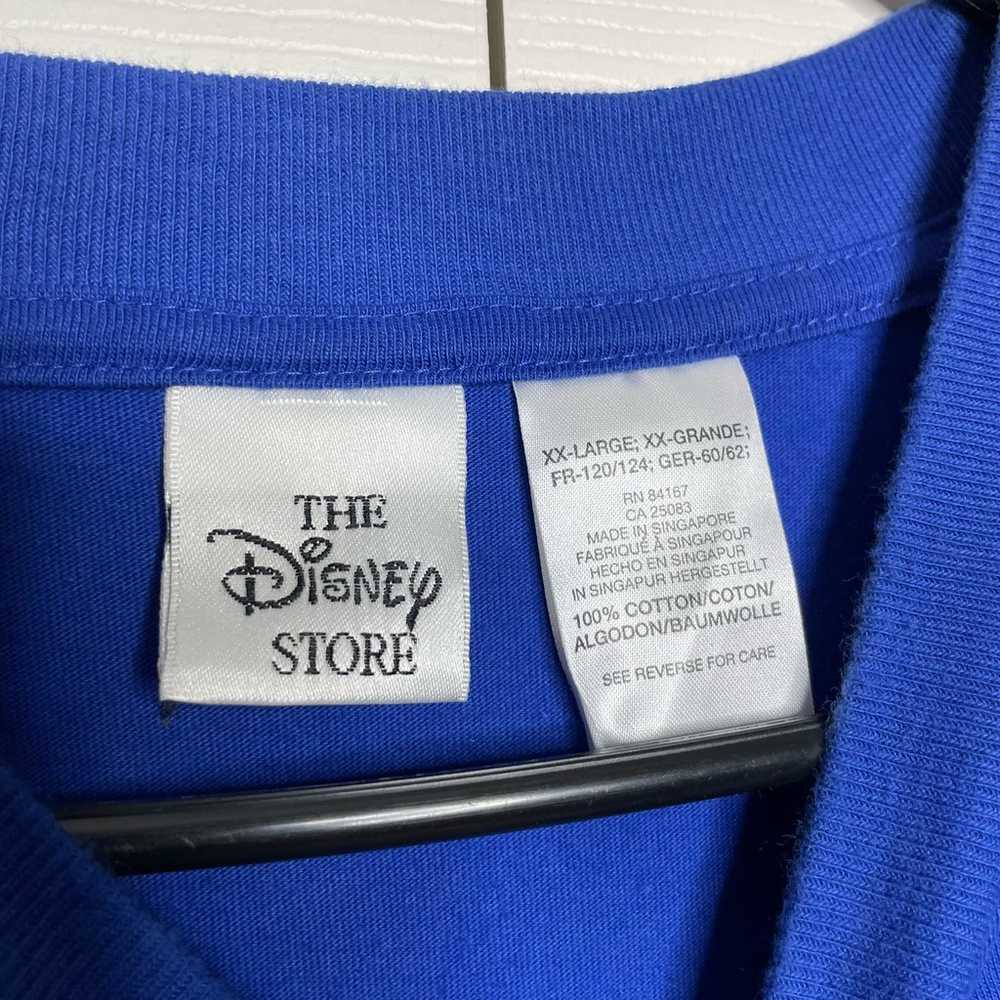 THE
Disney
STORE
XX-LARGE; XX-GRANDE;
FR-120/124; GER-60/62;
RN 84167
CA 25083
MADE IN SINGAPORE
FABRIQUÉ À SINGAPOUR
HECHO EN SINGAPUR
IN SINGAPUR HERGESTELLT
100% COTTON/COTON/
ALGODON/BAUMWOLLE
SEE REVERSE FOR CARE